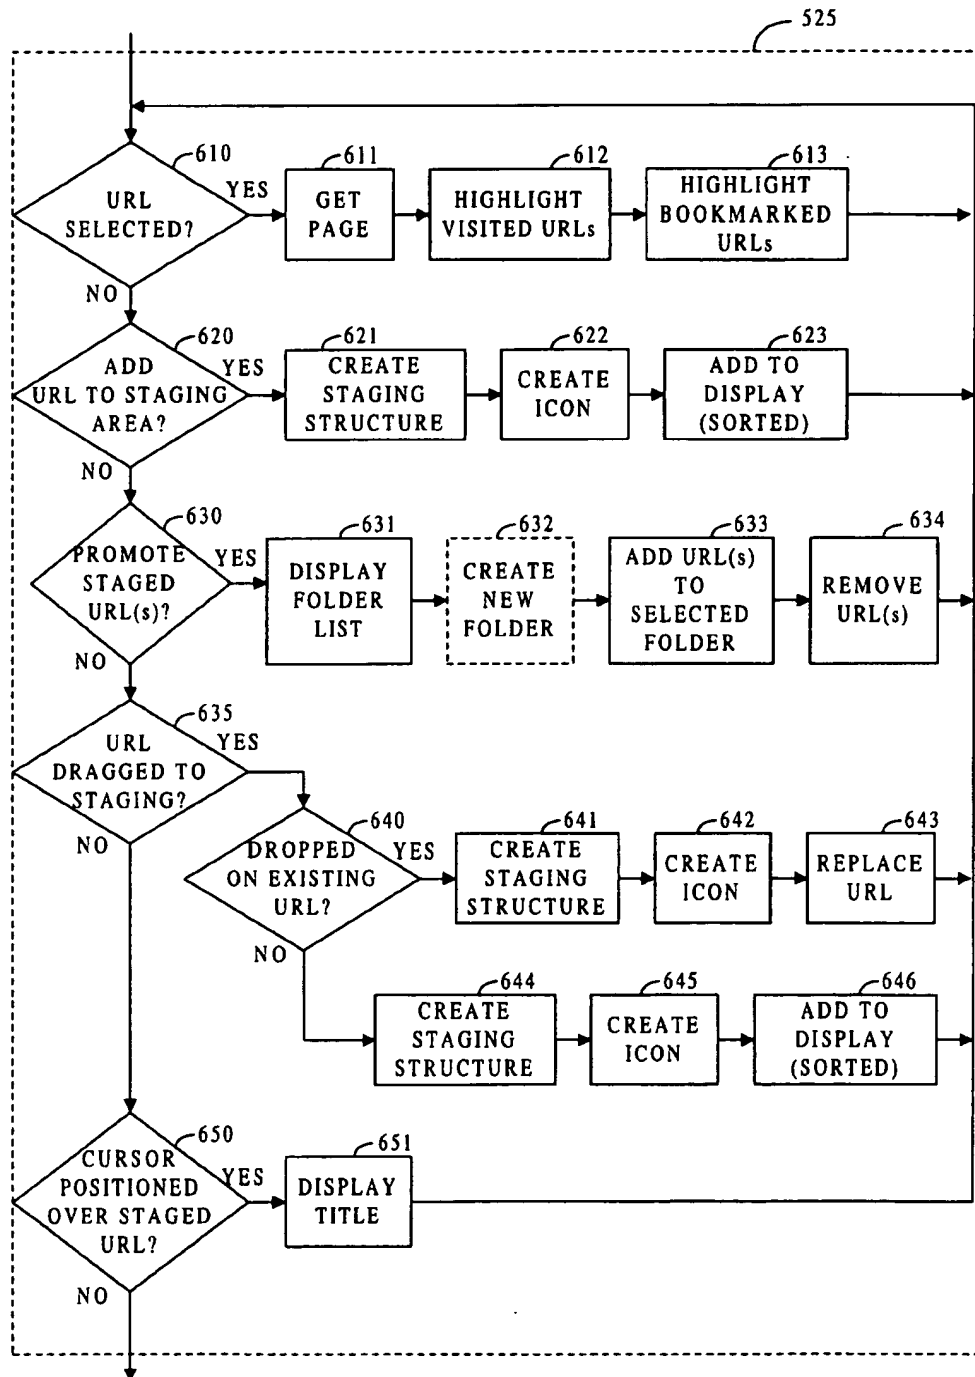 525
610
611
612
613
URL
SELECTED?
YES
GET
PAGE
HIGHLIGHT
VISITED URLs
HIGHLIGHT
BOOKMARKED
URLs
NO
620
621
622
623
ADD
URL TO STAGING
AREA?
YES
CREATE
STAGING
STRUCTURE
CREATE
ICON
ADD TO
DISPLAY
(SORTED)
NO
630
631
632
633
634
PROMOTE
STAGED
URL(s)?
YES
DISPLAY
FOLDER
LIST
CREATE
NEW
FOLDER
ADD URL(s)
TO
SELECTED
FOLDER
REMOVE
URL(s)
NO
635
URL
DRAGGED TO
STAGING?
YES
NO
640
641
642
643
DROPPED
ON EXISTING
URL?
YES
CREATE
STAGING
STRUCTURE
CREATE
ICON
REPLACE
URL
NO
644
645
646
CREATE
STAGING
STRUCTURE
CREATE
ICON
ADD TO
DISPLAY
(SORTED)
650
651
CURSOR
POSITIONED
OVER STAGED
URL?
YES
DISPLAY
TITLE
NO